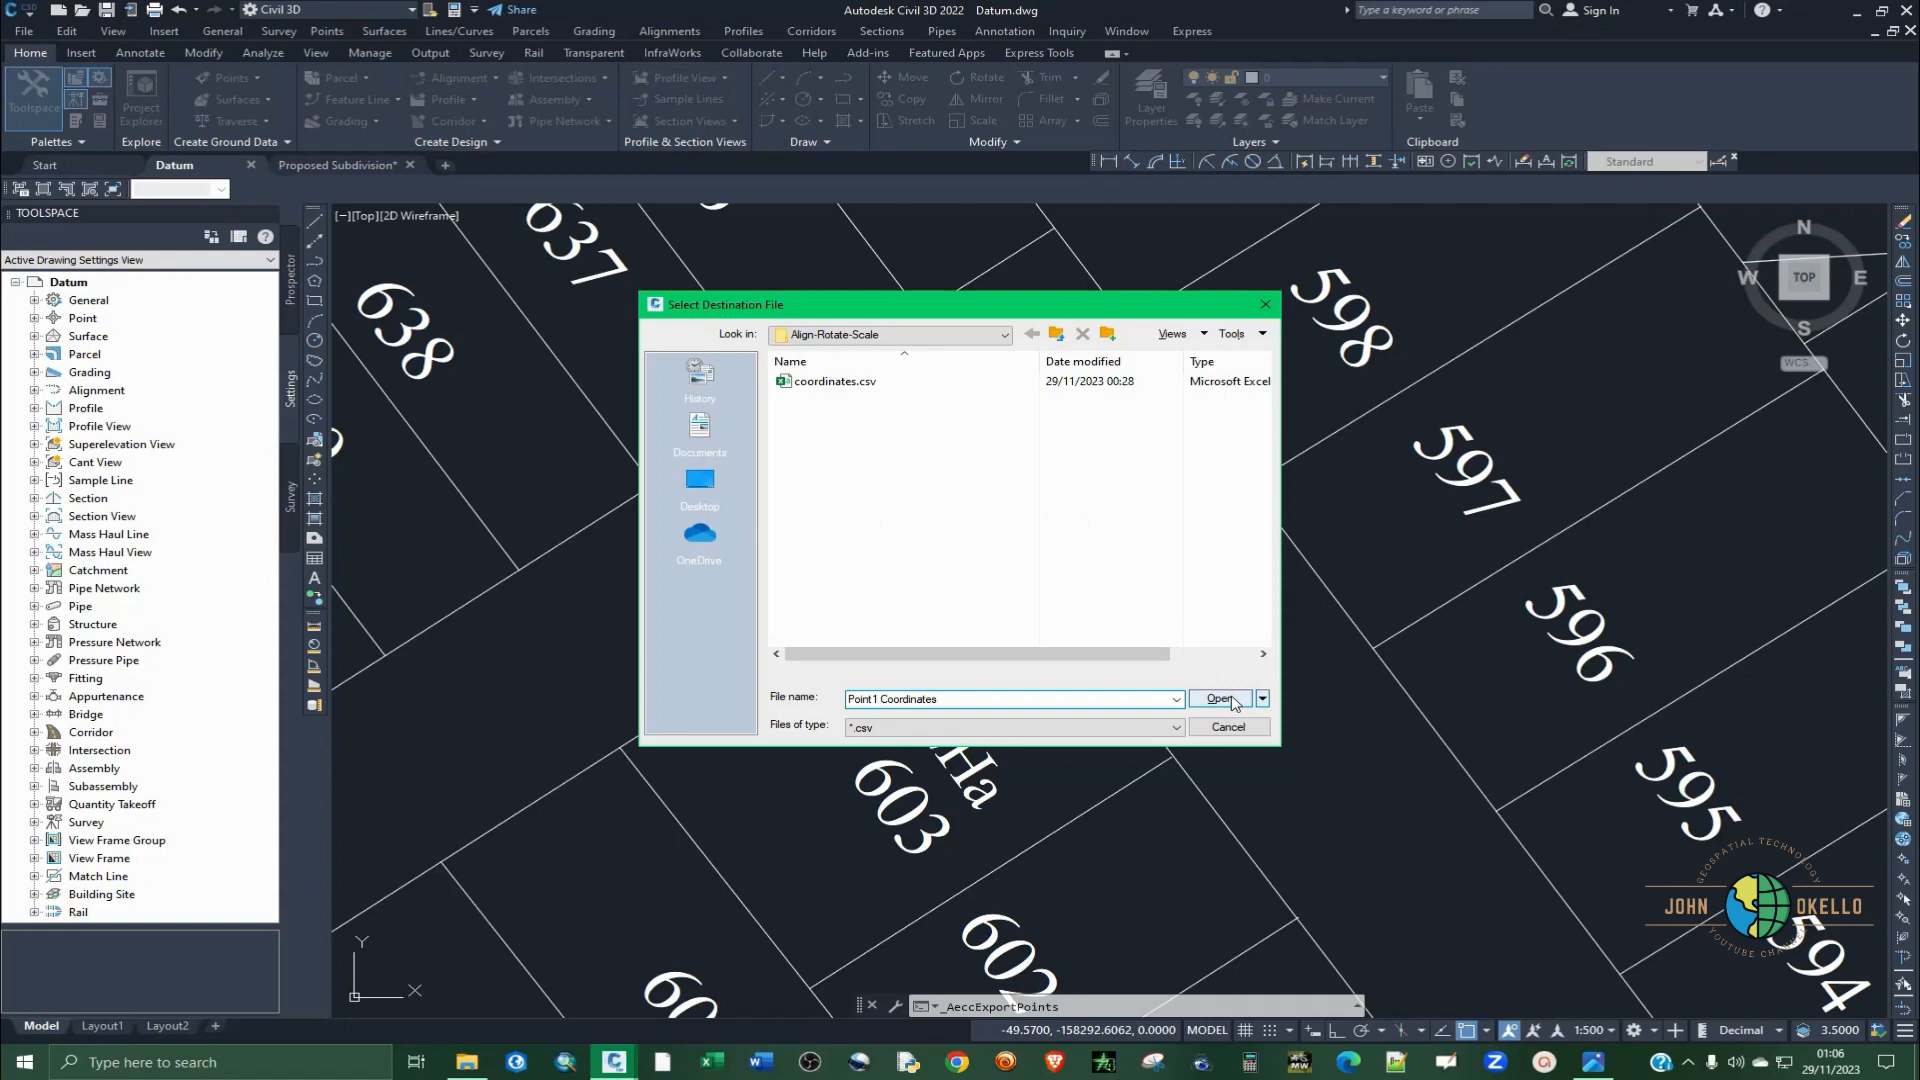 Civil 3D
Share
Autodesk Civil 3D 2022 Datum.dwg
Type a keyword or phrase
Sign In
File Edit View Insert General Survey Points Surfaces Lines/Curves Parcels Grading Alignments Profiles Corridors Sections Pipes Annotation Inquiry Window Express
Home Insert Annotate Modify Analyze View Manage Output Survey Rail Transparent InfraWorks Collaborate Help Add-ins Featured Apps Express Tools
Points Parcel Alignment Intersections Profile View Move Rotate Trim 0
Toolspace Project Explorer Surfaces Feature Line Profile Assembly Sample Lines Copy Mirror Fillet Layer Properties Make Current Paste
Traverse Grading Corridor Pipe Network Section Views Stretch Scale Array Match Layer
Palettes Explore Create Ground Data Create Design Profile & Section Views Draw Modify Layers Clipboard
Start Datum Proposed Subdivision*
Standard
TOOLSPACE
[−][Top][2D Wireframe]
Active Drawing Settings View
Prospector
Settings
Survey
Datum
General
Point
Surface
Parcel
Grading
Alignment
Profile
Profile View
Superelevation View
Cant View
Sample Line
Section
Section View
Mass Haul Line
Mass Haul View
Catchment
Pipe Network
Pipe
Structure
Pressure Network
Pressure Pipe
Fitting
Appurtenance
Bridge
Corridor
Intersection
Assembly
Subassembly
Quantity Takeoff
Survey
View Frame Group
View Frame
Match Line
Building Site
Rail
637
638
598
597
596
595
594
603
Ha
602
60
N
W TOP E
S
WCS
Select Destination File
Look in: Align-Rotate-Scale Views Tools
Name Date modified Type
coordinates.csv 29/11/2023 00:28 Microsoft Excel
History
Documents
Desktop
OneDrive
File name: Point1 Coordinates Open
Files of type: *.csv Cancel
GEOSPATIAL TECHNOLOGY
JOHN OKELLO
YOUTUBE CHANNEL
Y
X
_AeccExportPoints
Model Layout1 Layout2
-49.5700, -158292.6062, 0.0000 MODEL 1:500 Decimal 3.5000
Type here to search
01:06
29/11/2023